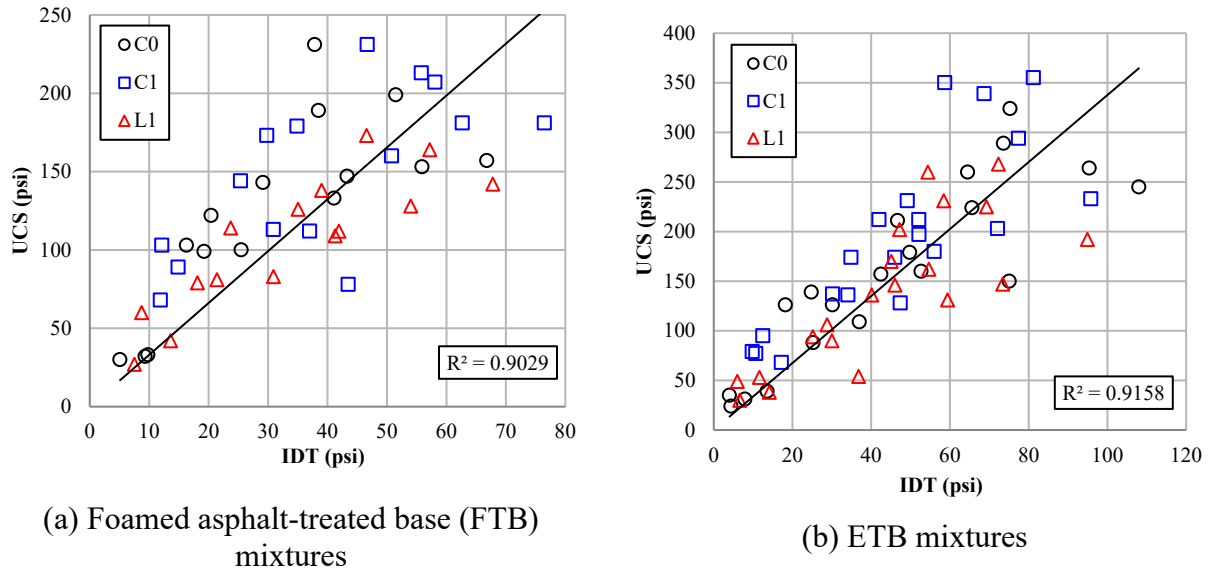 250
200
150
100
50
0
UCS (psi)
C0
C1
L1
R² = 0.9029
0 10 20 30 40 50 60 70 80
IDT (psi)
(a) Foamed asphalt-treated base (FTB)
mixtures
400
350
300
250
200
150
100
50
0
UCS (psi)
C0
C1
L1
R² = 0.9158
0 20 40 60 80 100 120
IDT (psi)
(b) ETB mixtures